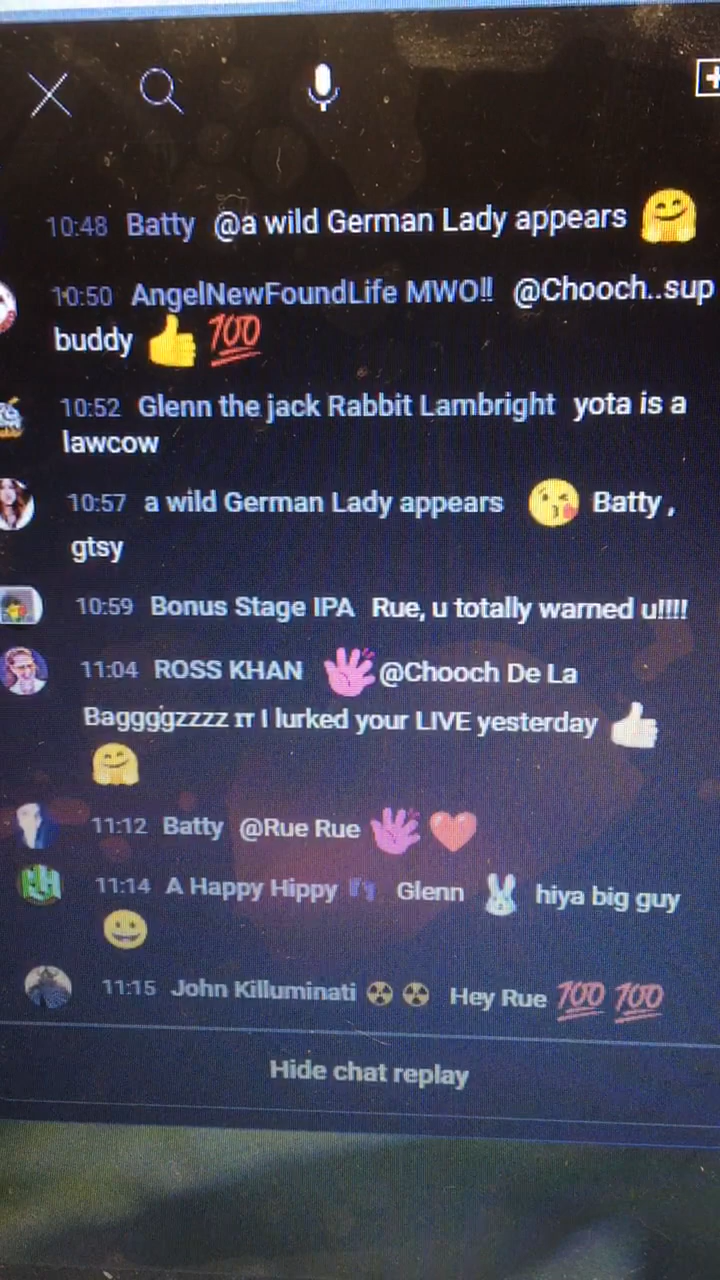 10:48 Batty @a wild German Lady appears 🤗
10:50 AngelNewFoundLife MWO!! @Chooch..sup
buddy 👍 💯
10:52 Glenn the jack Rabbit Lambright yota is a
lawcow
10:57 a wild German Lady appears 😘 Batty,
gtsy
10:59 Bonus Stage IPA Rue, u totally warned u!!!!
11:04 ROSS KHAN 👋@Chooch De La
Baggggzzzz rr I lurked your LIVE yesterday 👍
🤗
11:12 Batty @Rue Rue 👋 ❤️
11:14 A Happy Hippy Glenn 🐰 hiya big guy
😀
11:15 John Killuminati ☢️ ☢️ Hey Rue 💯 💯
Hide chat replay